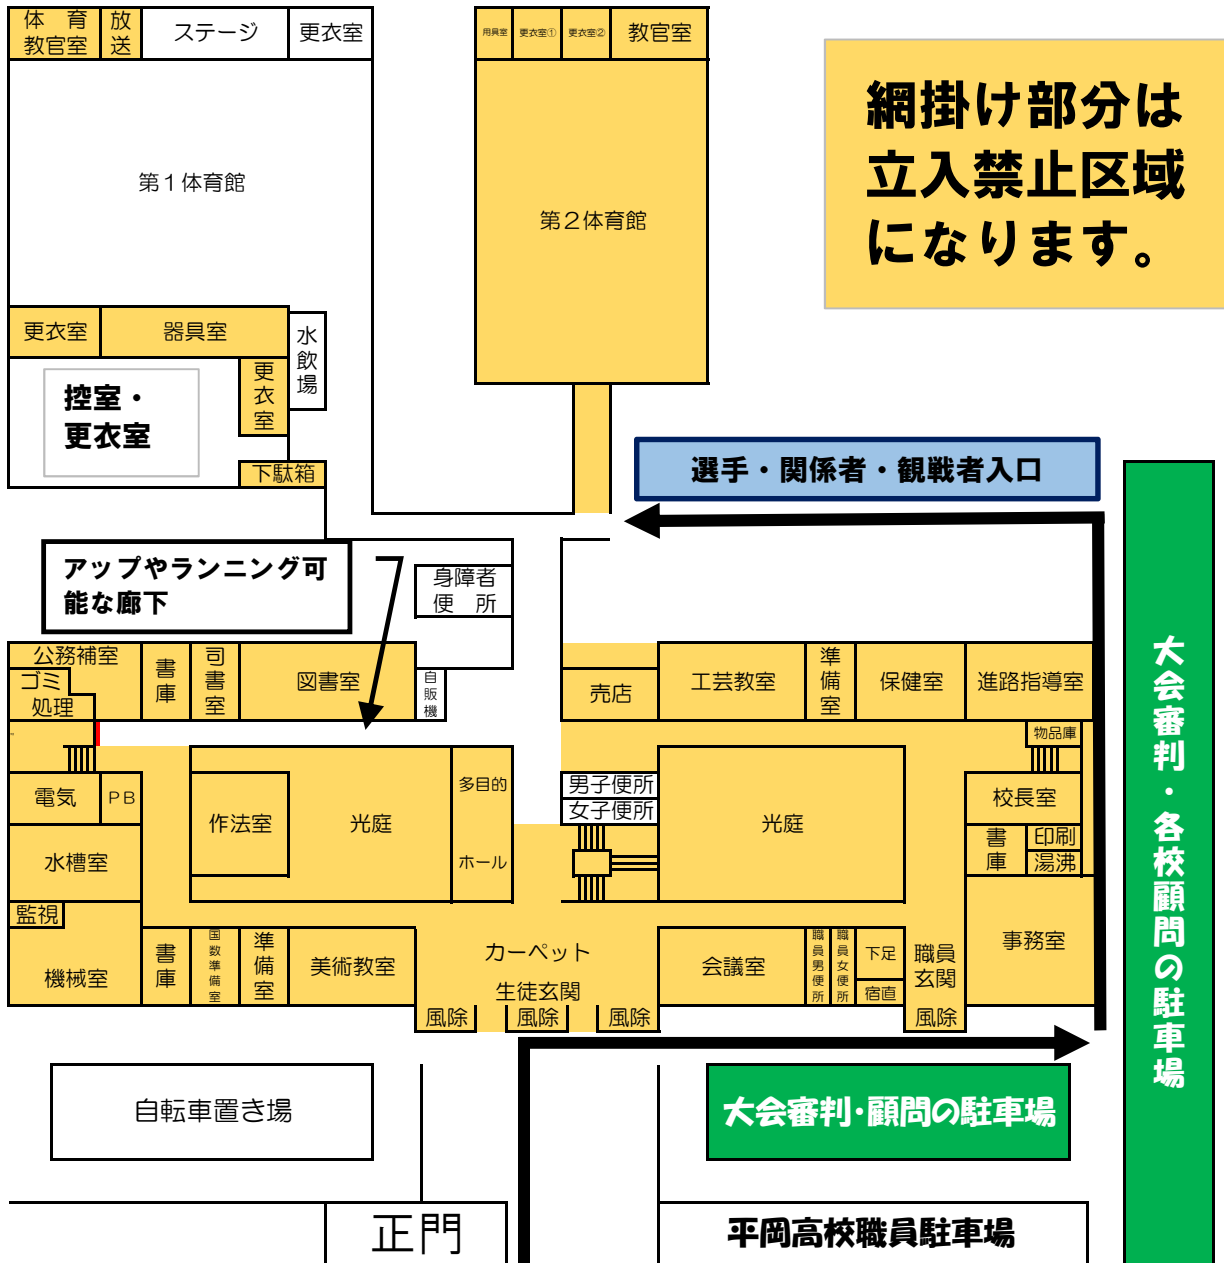 体 育
教官室
放
送
ステージ
更衣室
用具室
更衣室①
更衣室②
教官室
網掛け部分は
立入禁止区域
になります。
第１体育館
第２体育館
更衣室
器具室
水
飲
場
更
衣
室
控室・
更衣室
下駄箱
選手・関係者・観戦者入口
アップやランニング可
能な廊下
身障者
便 所
公務補室
ゴミ
処理
書
庫
司
書
室
図書室
自
販
機
売店
工芸教室
準
備
室
保健室
進路指導室
物品庫
電気
ＰＢ
作法室
光庭
多目的
ホール
男子便所
女子便所
光庭
校長室
書
庫
印刷
湯沸
水槽室
監視
機械室
書
庫
国
数
準
備
室
準
備
室
美術教室
カーペット
生徒玄関
風除
風除
風除
会議室
職
員
男
便
所
職
員
女
便
所
下足
宿直
職員
玄関
風除
事務室
大会審判・各校顧問の駐車場
自転車置き場
大会審判・顧問の駐車場
正門
平岡高校職員駐車場